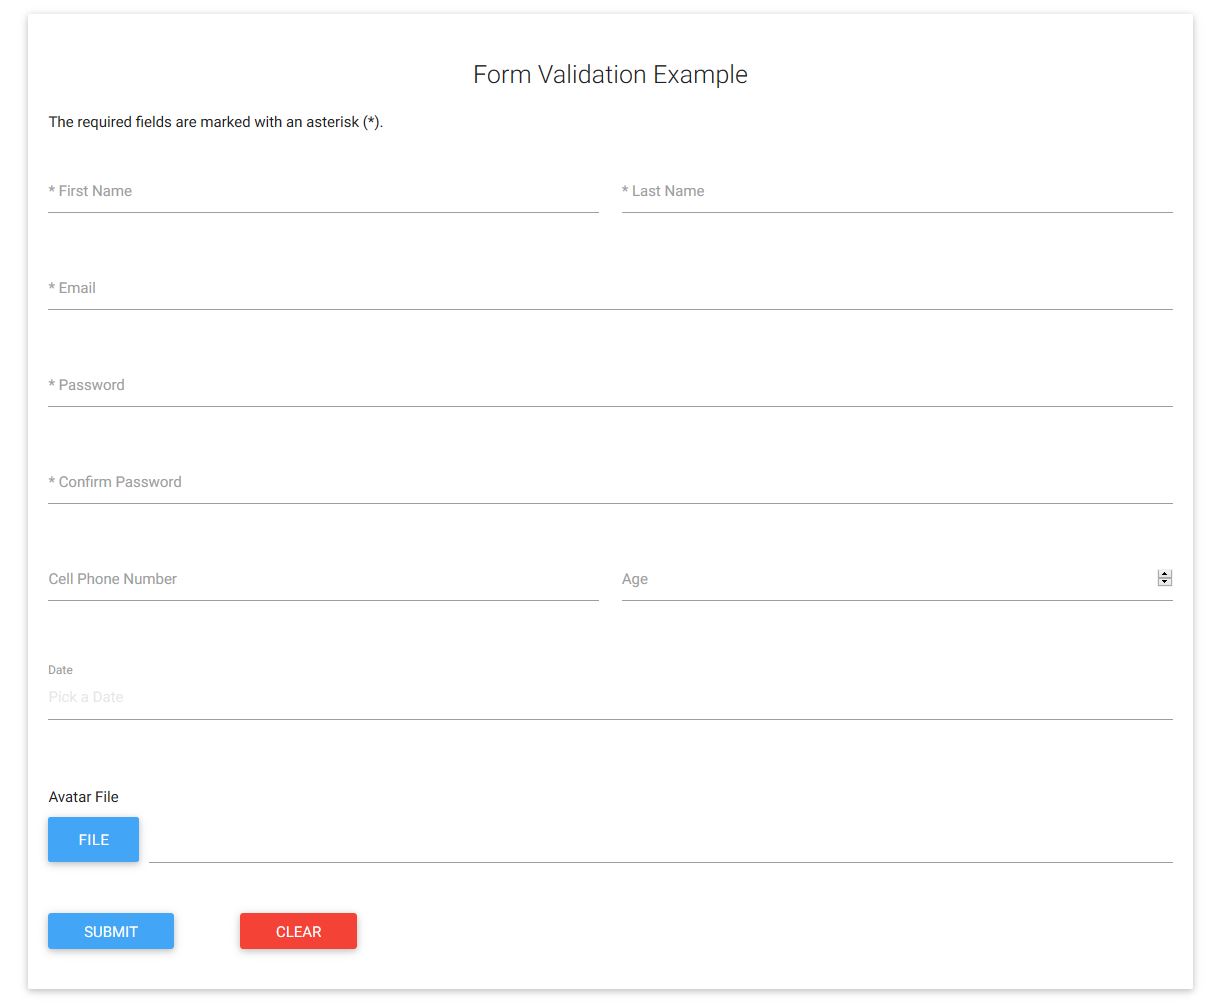 Form Validation Example
The required fields are marked with an asterisk (*).
* First Name
* Last Name
* Email
* Password
* Confirm Password
Cell Phone Number
Age
Date
Pick a Date
Avatar File
FILE
SUBMIT
CLEAR